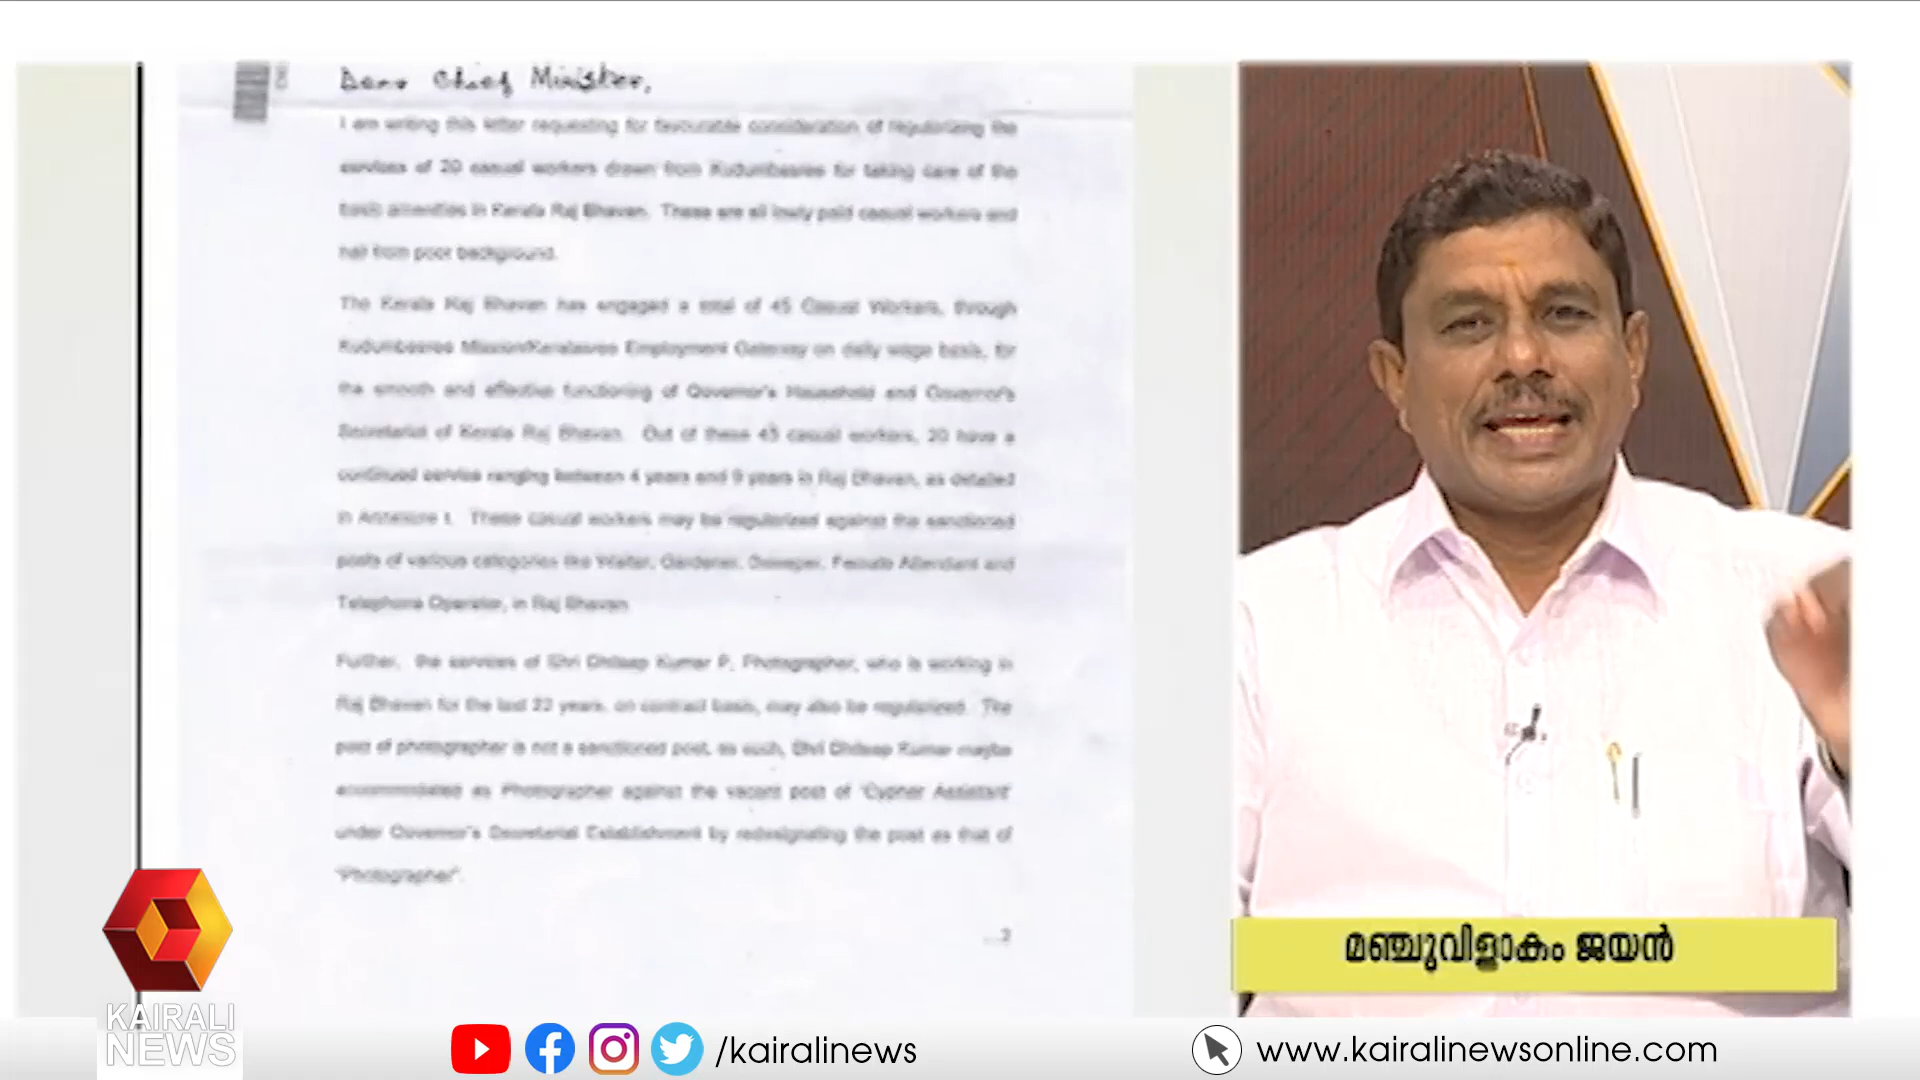 Dear Chief Minister,
I am writing this letter requesting for favourable consideration of regularizing the
services of 20 casual workers drawn from Kudumbasree for taking care of the
basic amenities in Kerala Raj Bhavan. These are all lowly paid casual workers and
hail from poor background.
The Kerala Raj Bhavan has engaged a total of 45 Casual Workers, through
Kudumbasree Mission/Keralasree Employment Gateway on daily wage basis, for
the smooth and effective functioning of Governor's Household and Governor's
Secretariat of Kerala Raj Bhavan. Out of these 45 casual workers, 20 have a
continued service ranging between 4 years and 9 years in Raj Bhavan, as detailed
in Annexure I. These casual workers may be regularized against the sanctioned
posts of various categories like Waiter, Gardener, Sweeper, Female Attendant and
Telephone Operator, in Raj Bhavan.
Further, the services of Shri Dhileep Kumar P, Photographer, who is working in
Raj Bhavan for the last 22 years, on contract basis, may also be regularized. The
post of photographer is not a sanctioned post, as such, Shri Dhileep Kumar maybe
accommodated as Photographer against the vacant post of 'Cypher Assistant'
under Governor's Secretariat Establishment by redesignating the post as that of
"Photographer".
...2
മഞ്ചുവിളാകം ജയൻ
KAIRALI
NEWS
/kairalinews
www.kairalinewsonline.com